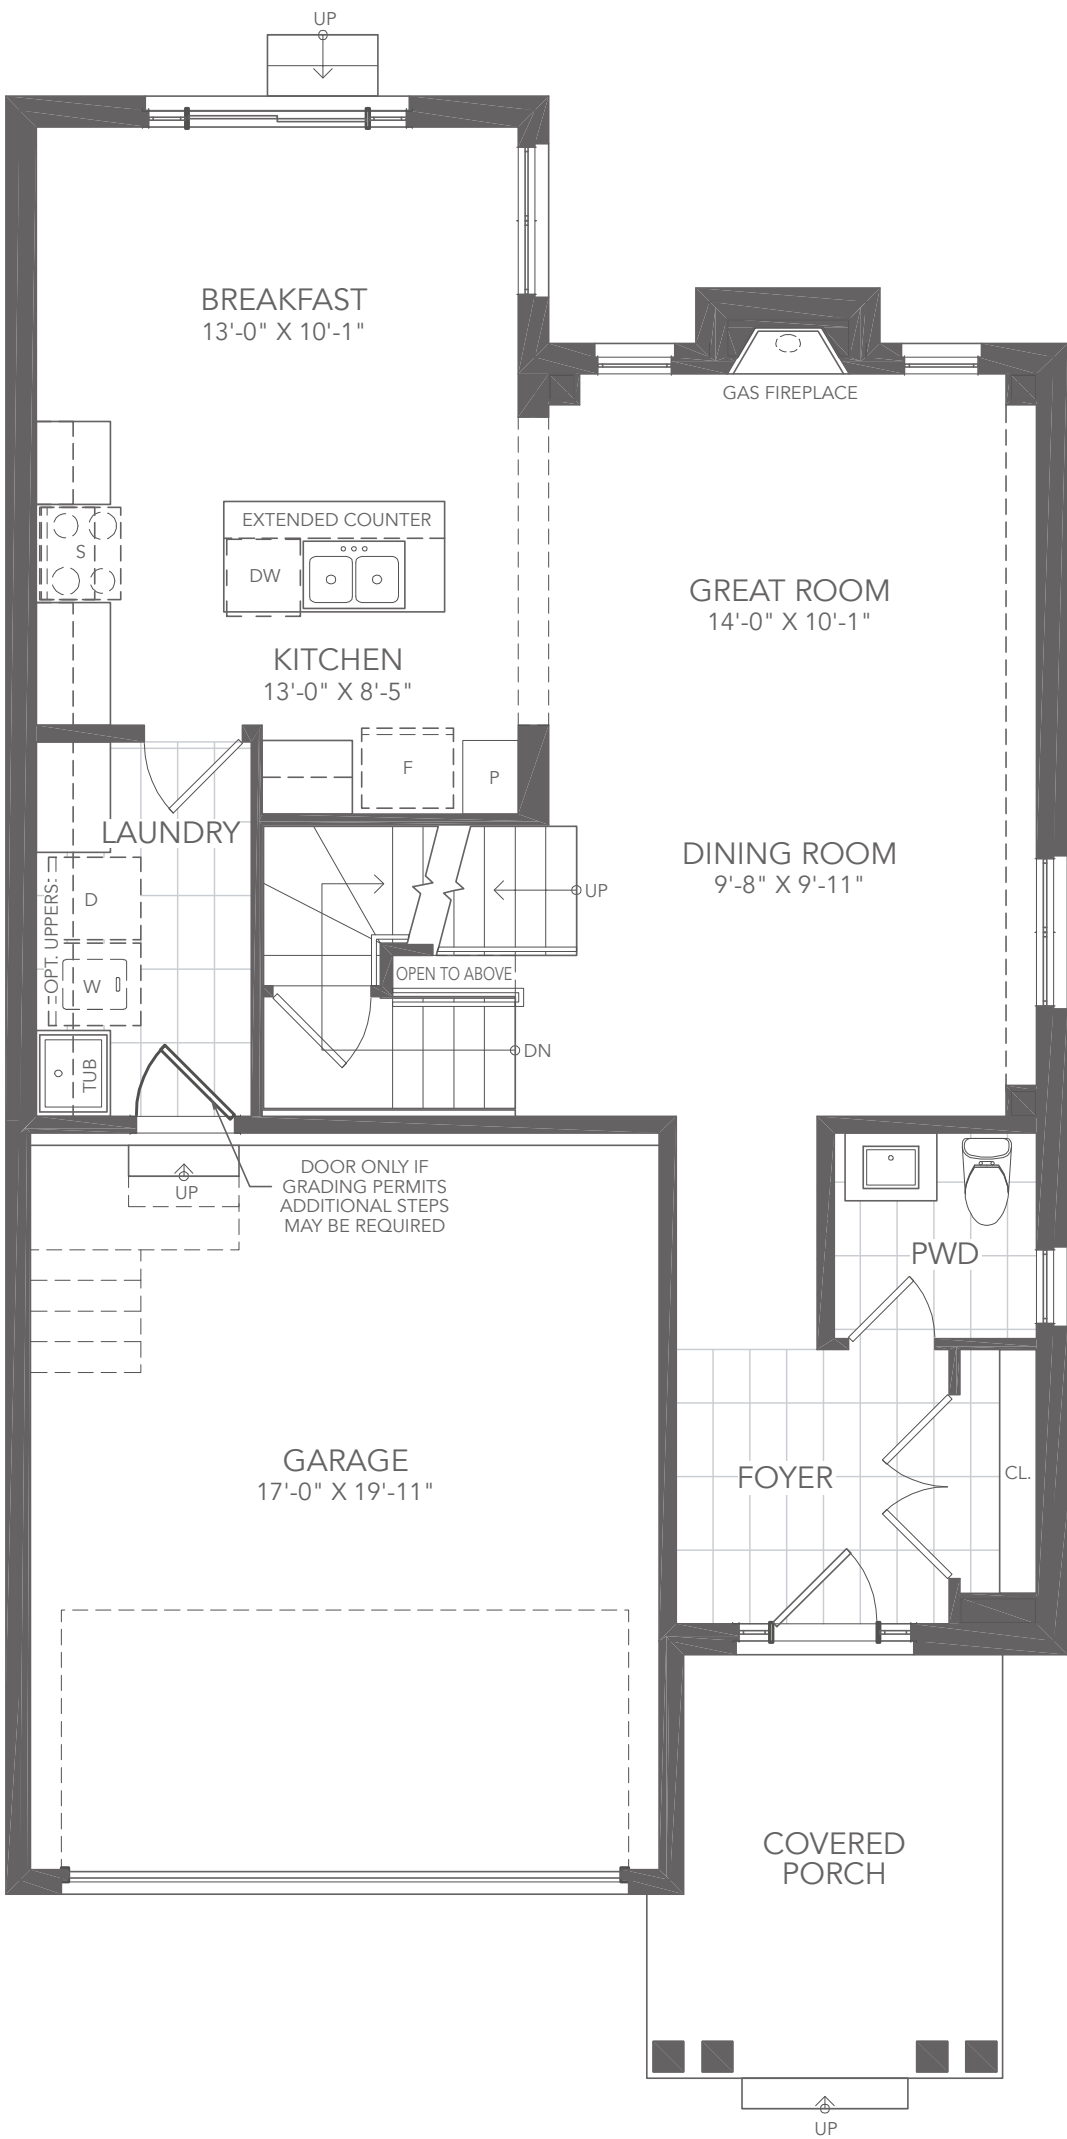 UP
BREAKFAST
13'-0" X 10'-1"
GAS FIREPLACE
EXTENDED COUNTER
S
DW
GREAT ROOM
14'-0" X 10'-1"
KITCHEN
13'-0" X 8'-5"
F
P
LAUNDRY
DINING ROOM
9'-8" X 9'-11"
UP
D
OPT. UPPERS
W
OPEN TO ABOVE
DN
TUB
DOOR ONLY IF
GRADING PERMITS
ADDITIONAL STEPS
MAY BE REQUIRED
UP
PWD
GARAGE
17'-0" X 19'-11"
FOYER
CL.
COVERED
PORCH
UP